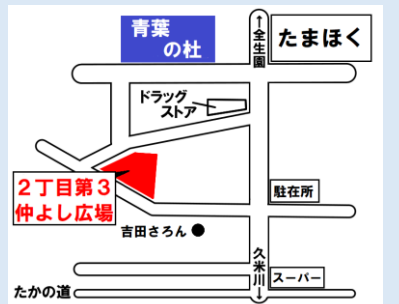 青葉
の杜
↑全生園
たまほく
ドラッグ
ストア
2丁目第3
仲よし広場
駐在所
吉田さろん
久米川↓
スーパー
たかの道